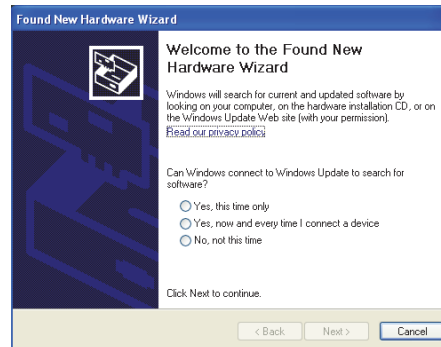 Found New Hardware Wizard
Welcome to the Found New
Hardware Wizard
Windows will search for current and updated software by
looking on your computer, on the hardware installation CD, or on
the Windows Update Web site (with your permission).
Read our privacy policy
Can Windows connect to Windows Update to search for
software?
Yes, this time only
Yes, now and every time I connect a device
No, not this time
Click Next to continue.
< Back
Next >
Cancel